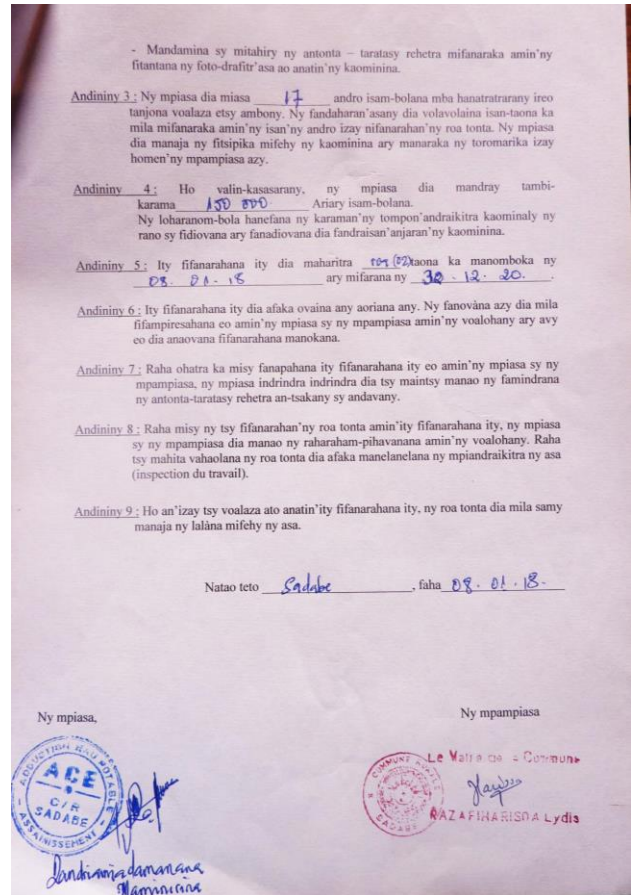 - Mandamina sy mitahiry ny antonta – taratasy rehetra mifanaraka amin'ny
fitantana ny foto-drafitr'asa ao anatin'ny kaominina.
Andininy 3 : Ny mpiasa dia miasa 17 andro isam-bolana mba hanatratrarany ireo
tanjona voalaza etsy ambony. Ny fandaharan'asany dia volavolaina isan-taona ka
mila mifanaraka amin'ny isan'ny andro izay nifanarahan'ny roa tonta. Ny mpiasa
dia manaja ny fitsipika mifehy ny kaominina ary manaraka ny toromarika izay
homen'ny mpampiasa azy.
Andininy 4 : Ho valin-kasasarany, ny mpiasa dia mandray tambi-
karama 150 000 Ariary isam-bolana.
Ny loharanom-bola hanefana ny karaman'ny tompon'andraikitra kaominaly ny
rano sy fidiovana ary fanadiovana dia fandraisan'anjaran'ny kaominina.
Andininy 5 : Ity fifanarahana ity dia maharitra roa (02) taona ka manomboka ny
08. 01 - 18 ary mifarana ny 30 - 12 - 20. .
Andininy 6 : Ity fifanarahana ity dia afaka ovaina any aoriana any. Ny fanovàna azy dia mila
fifampiresahana eo amin'ny mpiasa sy ny mpampiasa amin'ny voalohany ary avy
eo dia anaovana fifanarahana manokana.
Andininy 7 : Raha ohatra ka misy fanapahana ity fifanarahana ity eo amin'ny mpiasa sy ny
mpampiasa, ny mpiasa indrindra indrindra dia tsy maintsy manao ny famindrana
ny antonta-taratasy rehetra an-tsakany sy andavany.
Andininy 8 : Raha misy ny tsy fifanarahan'ny roa tonta amin'ity fifanarahana ity, ny mpiasa
sy ny mpampiasa dia manao ny raharaham-pihavanana amin'ny voalohany. Raha
tsy mahita vahaolana ny roa tonta dia afaka manelanelana ny mpiandraikitra ny asa
(inspection du travail).
Andininy 9 : Ho an'izay tsy voalaza ato anatin'ity fifanarahana ity, ny roa tonta dia mila samy
manaja ny lalàna mifehy ny asa.
Natao teto Sadabe , faha 08. 01. 18.
Ny mpiasa,
Ny mpampiasa
ADDUCTION EAU POTABLE
ACE
C/R
SADABE
ASSAINISSEMENT
Le Maire de la Commune
COMMUNE RURALE
SADABE
RAZAFIHARISOA Lydia